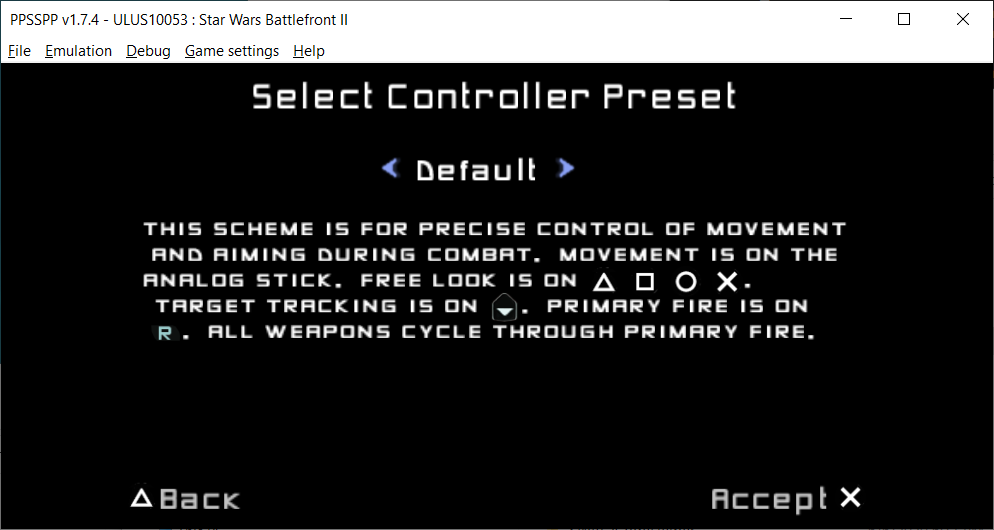 PPSSPP v1.7.4 - ULUS10053 : Star Wars Battlefront II
File Emulation Debug Game settings Help
Select Controller Preset
Default
THIS SCHEME IS FOR PRECISE CONTROL OF MOVEMENT
AND AIMING DURING COMBAT. MOVEMENT IS ON THE
ANALOG STICK. FREE LOOK IS ON △ □ ○ ✕.
TARGET TRACKING IS ON . PRIMARY FIRE IS ON
R. ALL WEAPONS CYCLE THROUGH PRIMARY FIRE.
△ Back
Accept ✕